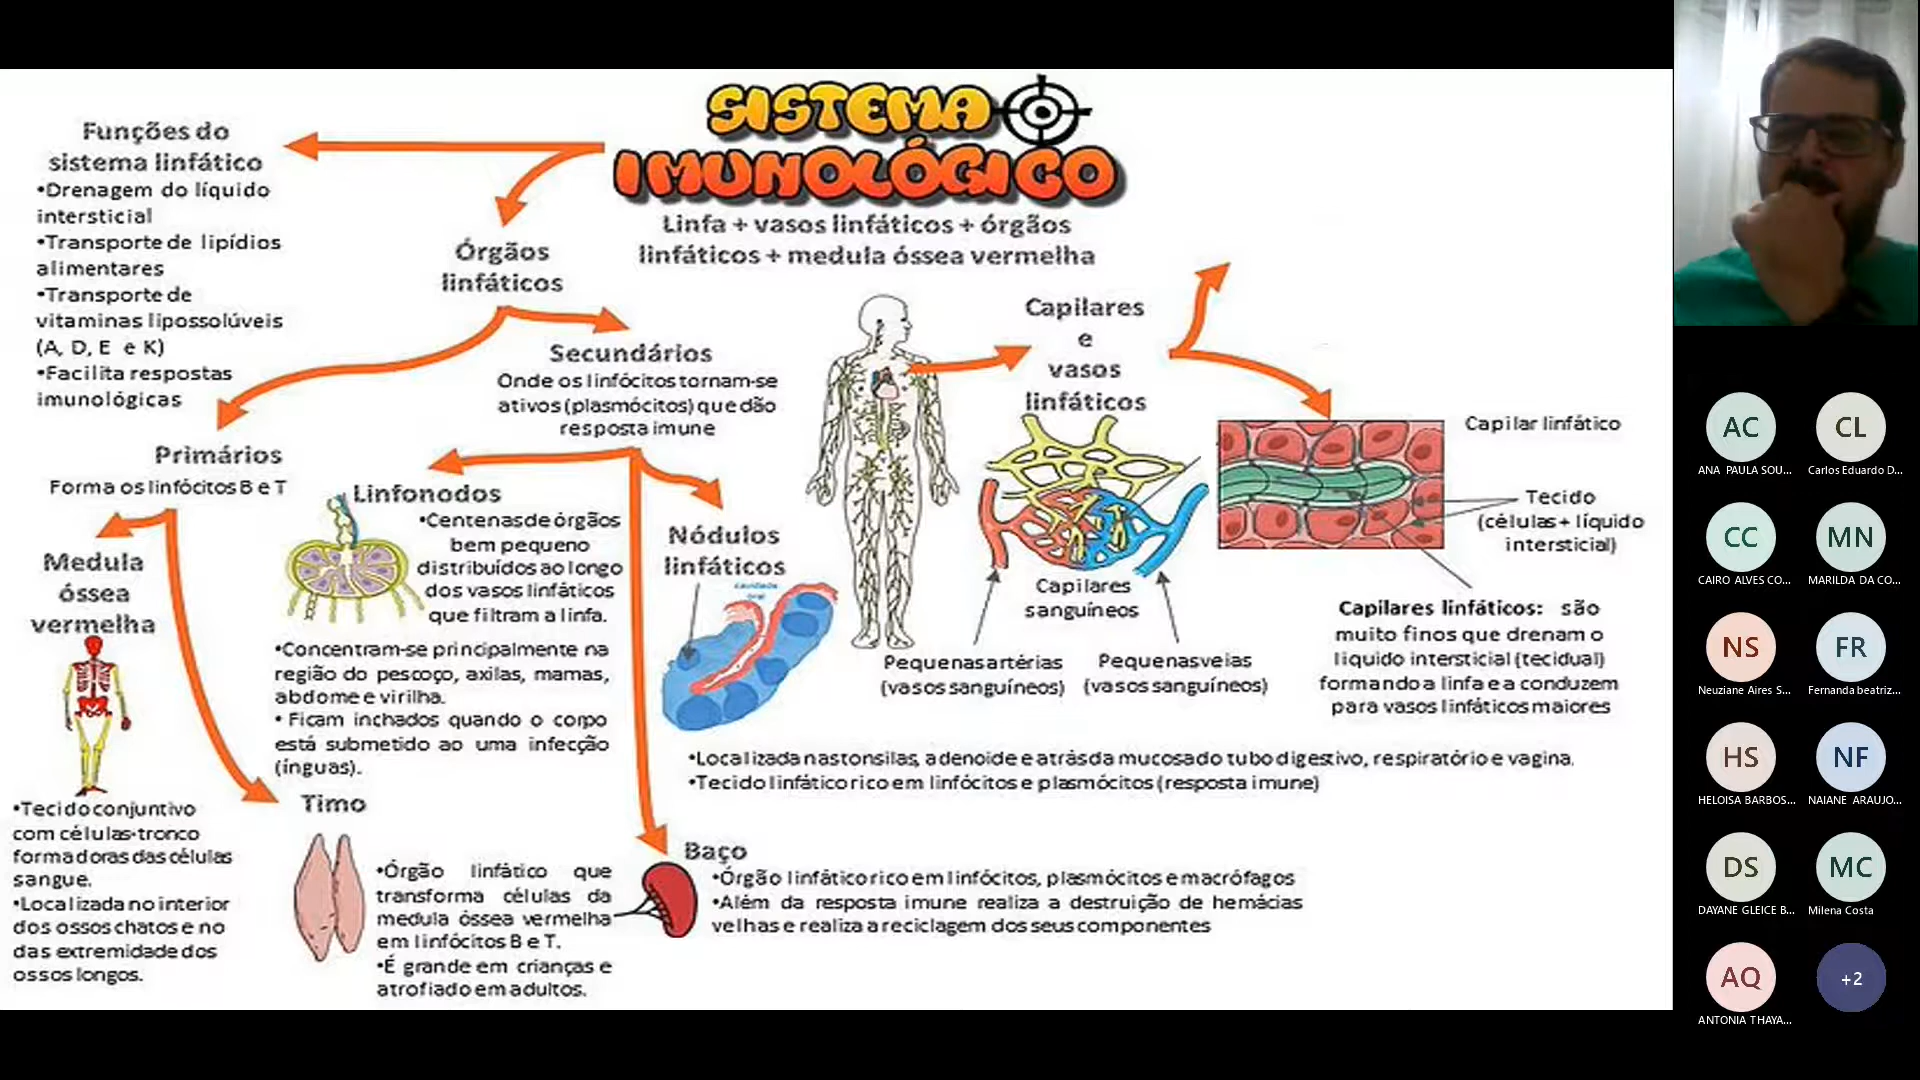 SISTEMA
IMUNOLÓGICO
Linfa + vasos linfáticos + órgãos
linfáticos + medula óssea vermelha
Funções do
sistema linfático
•Drenagem do líquido
intersticial
•Transporte de lipídios
alimentares
•Transporte de
vitaminas lipossolúveis
(A, D, E e K)
•Facilita respostas
imunológicas
Órgãos
linfáticos
Primários
Forma os linfócitos B e T
Medula
óssea
vermelha
•Tecido conjuntivo
com células-tronco
formadoras das células
sangue.
•Localizada no interior
dos ossos chatos e no
das extremidade dos
ossos longos.
Timo
•Órgão linfático que
transforma células da
medula óssea vermelha
em linfócitos B e T.
•É grande em crianças e
atrofiado em adultos.
Secundários
Onde os linfócitos tornam-se
ativos (plasmócitos) que dão
resposta imune
Linfonodos
•Centenas de órgãos
bem pequeno
distribuídos ao longo
dos vasos linfáticos
que filtram a linfa.
•Concentram-se principalmente na
região do pescoço, axilas, mamas,
abdome e virilha.
• Ficam inchados quando o corpo
está submetido ao uma infecção
(ínguas).
Nódulos
linfáticos
cavidade
oral
•Localizada nas tonsilas, adenoide e atrás da mucosa do tubo digestivo, respiratório e vagina.
•Tecido linfático rico em linfócitos e plasmócitos (resposta imune)
Baço
•Órgão linfático rico em linfócitos, plasmócitos e macrófagos
•Além da resposta imune realiza a destruição de hemácias
velhas e realiza a reciclagem dos seus componentes
Capilares
e
vasos
linfáticos
Capilares
sanguíneos
Pequenas artérias
(vasos sanguíneos)
Pequenas veias
(vasos sanguíneos)
Capilar linfático
Tecido
(células + líquido
intersticial)
Capilares linfáticos: são
muito finos que drenam o
liquido intersticial (tecidual)
formando a linfa e a conduzem
para vasos linfáticos maiores
AC
ANA PAULA SOU...
CL
Carlos Eduardo D...
CC
CAIRO ALVES CO...
MN
MARILDA DA CO...
NS
Neuziane Aires S...
FR
Fernanda beatriz...
HS
HELOISA BARBOS...
NF
NAIANE ARAUJO...
DS
DAYANE GLEICE B...
MC
Milena Costa
AQ
ANTONIA THAYA...
+2